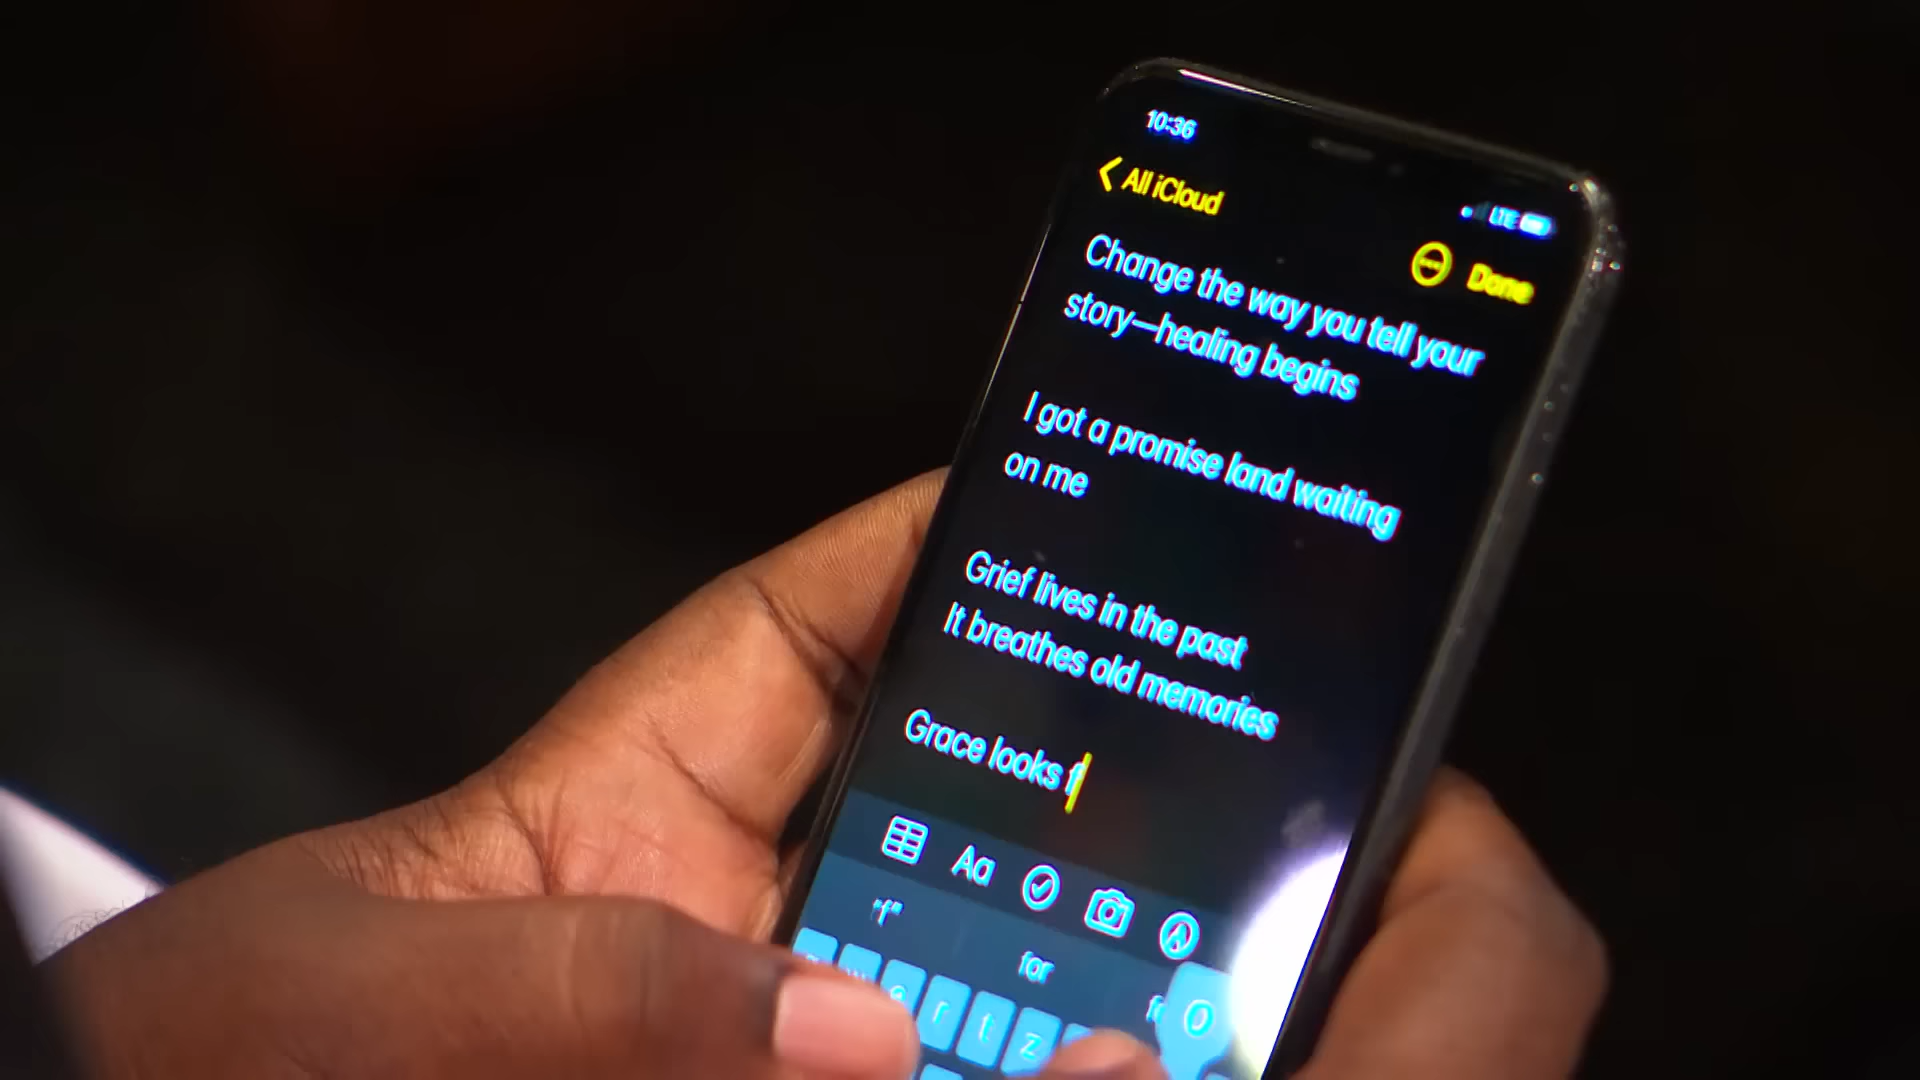 10:36
LTE
All iCloud
Done
Change the way you tell your
story—healing begins
I got a promise land waiting
on me
Grief lives in the past
It breathes old memories
Grace looks f
Aa
"f"
for
r t z
O